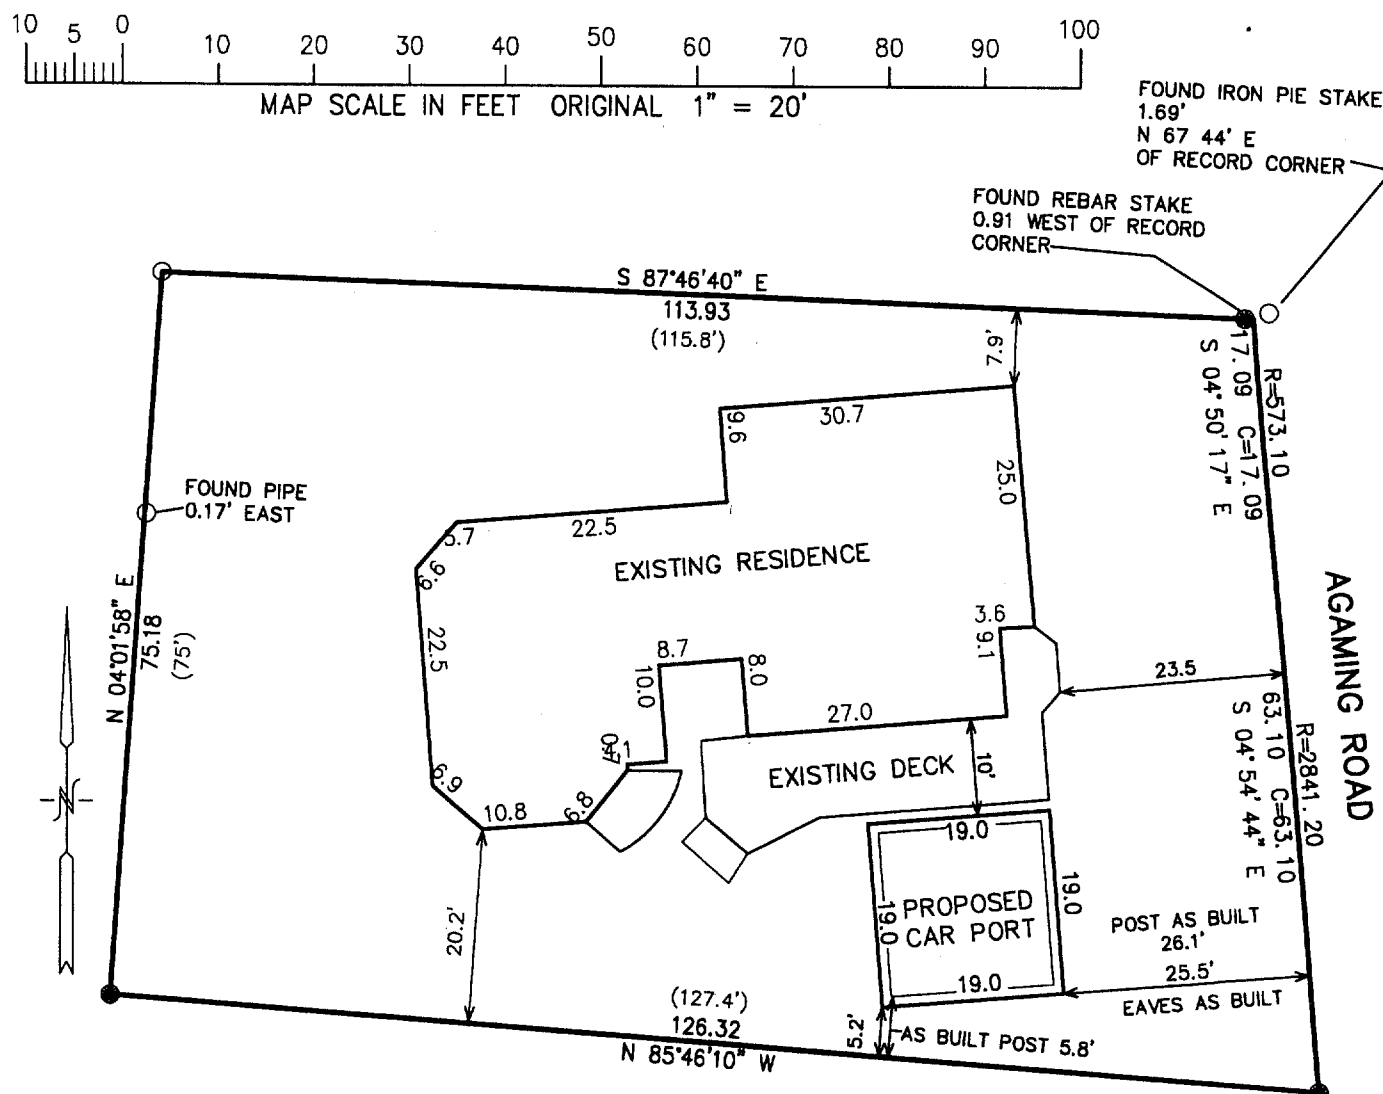 10 5 0 10 20 30 40 50 60 70 80 90 100
MAP SCALE IN FEET ORIGINAL 1" = 20'
FOUND IRON PIE STAKE
1.69'
N 67 44' E
OF RECORD CORNER
FOUND REBAR STAKE
0.91 WEST OF RECORD
CORNER
S 87°46'40" E
113.93
(115.8')
7.9'
R=573.10
17.09 C=17.09
S 04°50'17" E
9.6
30.7
25.0
FOUND PIPE
0.17' EAST
5.7
22.5
6.6
EXISTING RESIDENCE
N 04°01'58" E
75.18
(75')
22.5
3.6
9.1
8.7
10.0
8.0
27.0
23.5
AGAMING ROAD
R=2841.20
63.10 C=63.10
S 04°54'44" E
EXISTING DECK
10'
6.9
10.8
6.8
19.0
19.0
19.0
PROPOSED
CAR PORT
19.0
POST AS BUILT
26.1'
25.5'
EAVES AS BUILT
20.2'
(127.4')
126.32
N 85°46'10" W
5.2'
AS BUILT POST 5.8'
N